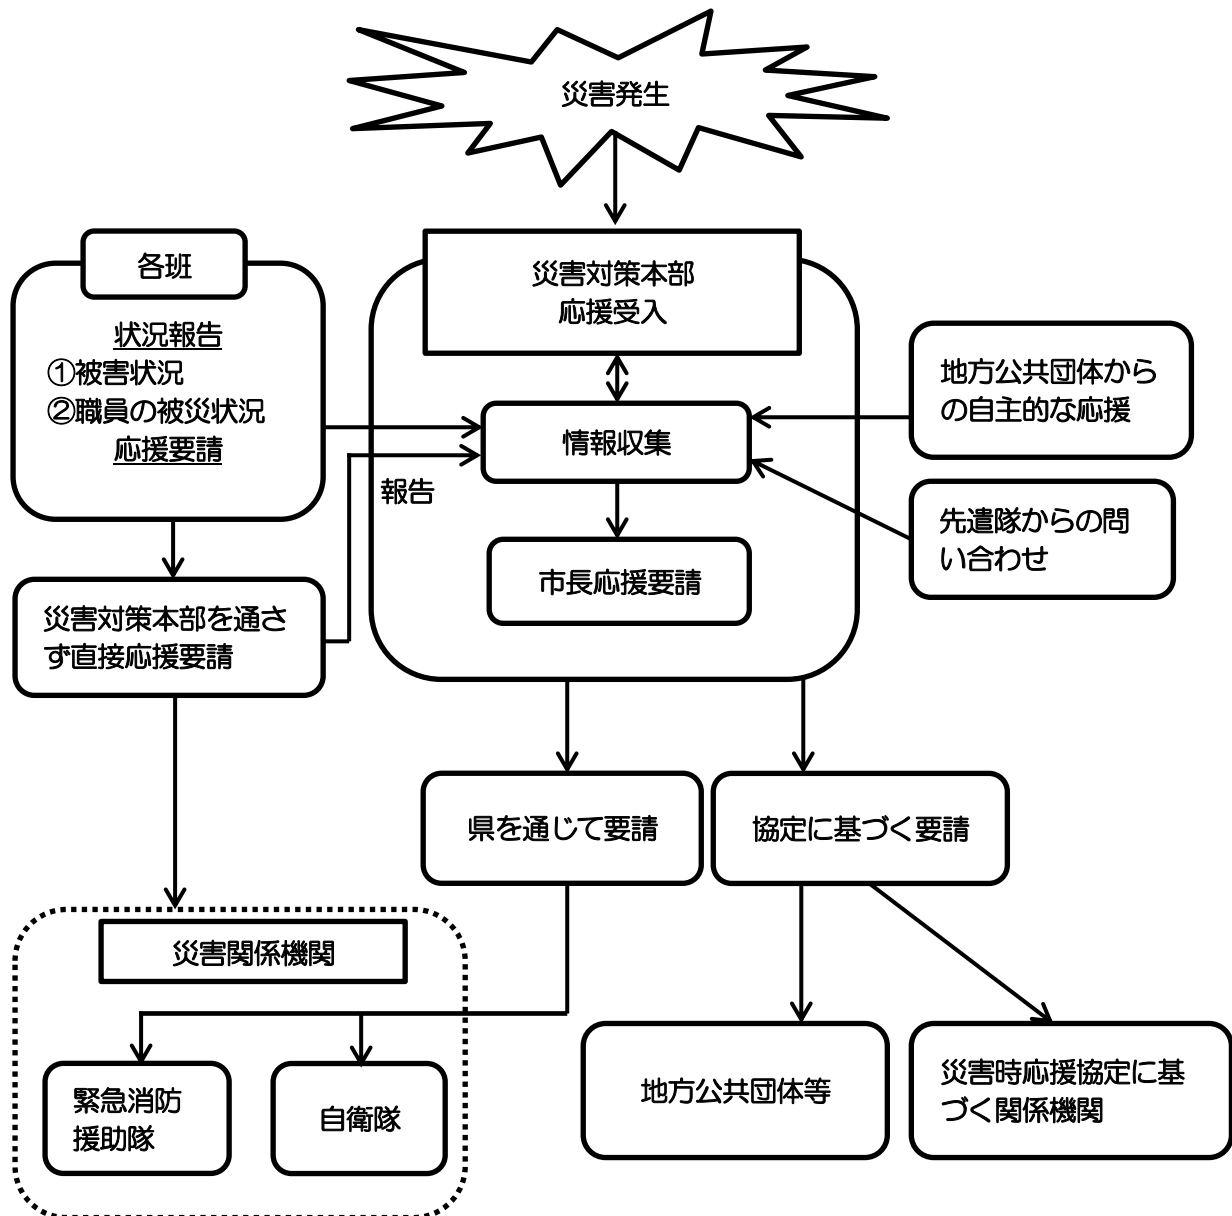 災害発生
各班
状況報告
①被害状況
②職員の被災状況
応援要請
災害対策本部
応援受入
情報収集
報告
市長応援要請
地方公共団体から
の自主的な応援
先遣隊からの問
い合わせ
災害対策本部を通さ
ず直接応援要請
県を通じて要請
協定に基づく要請
災害関係機関
緊急消防
援助隊
自衛隊
地方公共団体等
災害時応援協定に基
づく関係機関